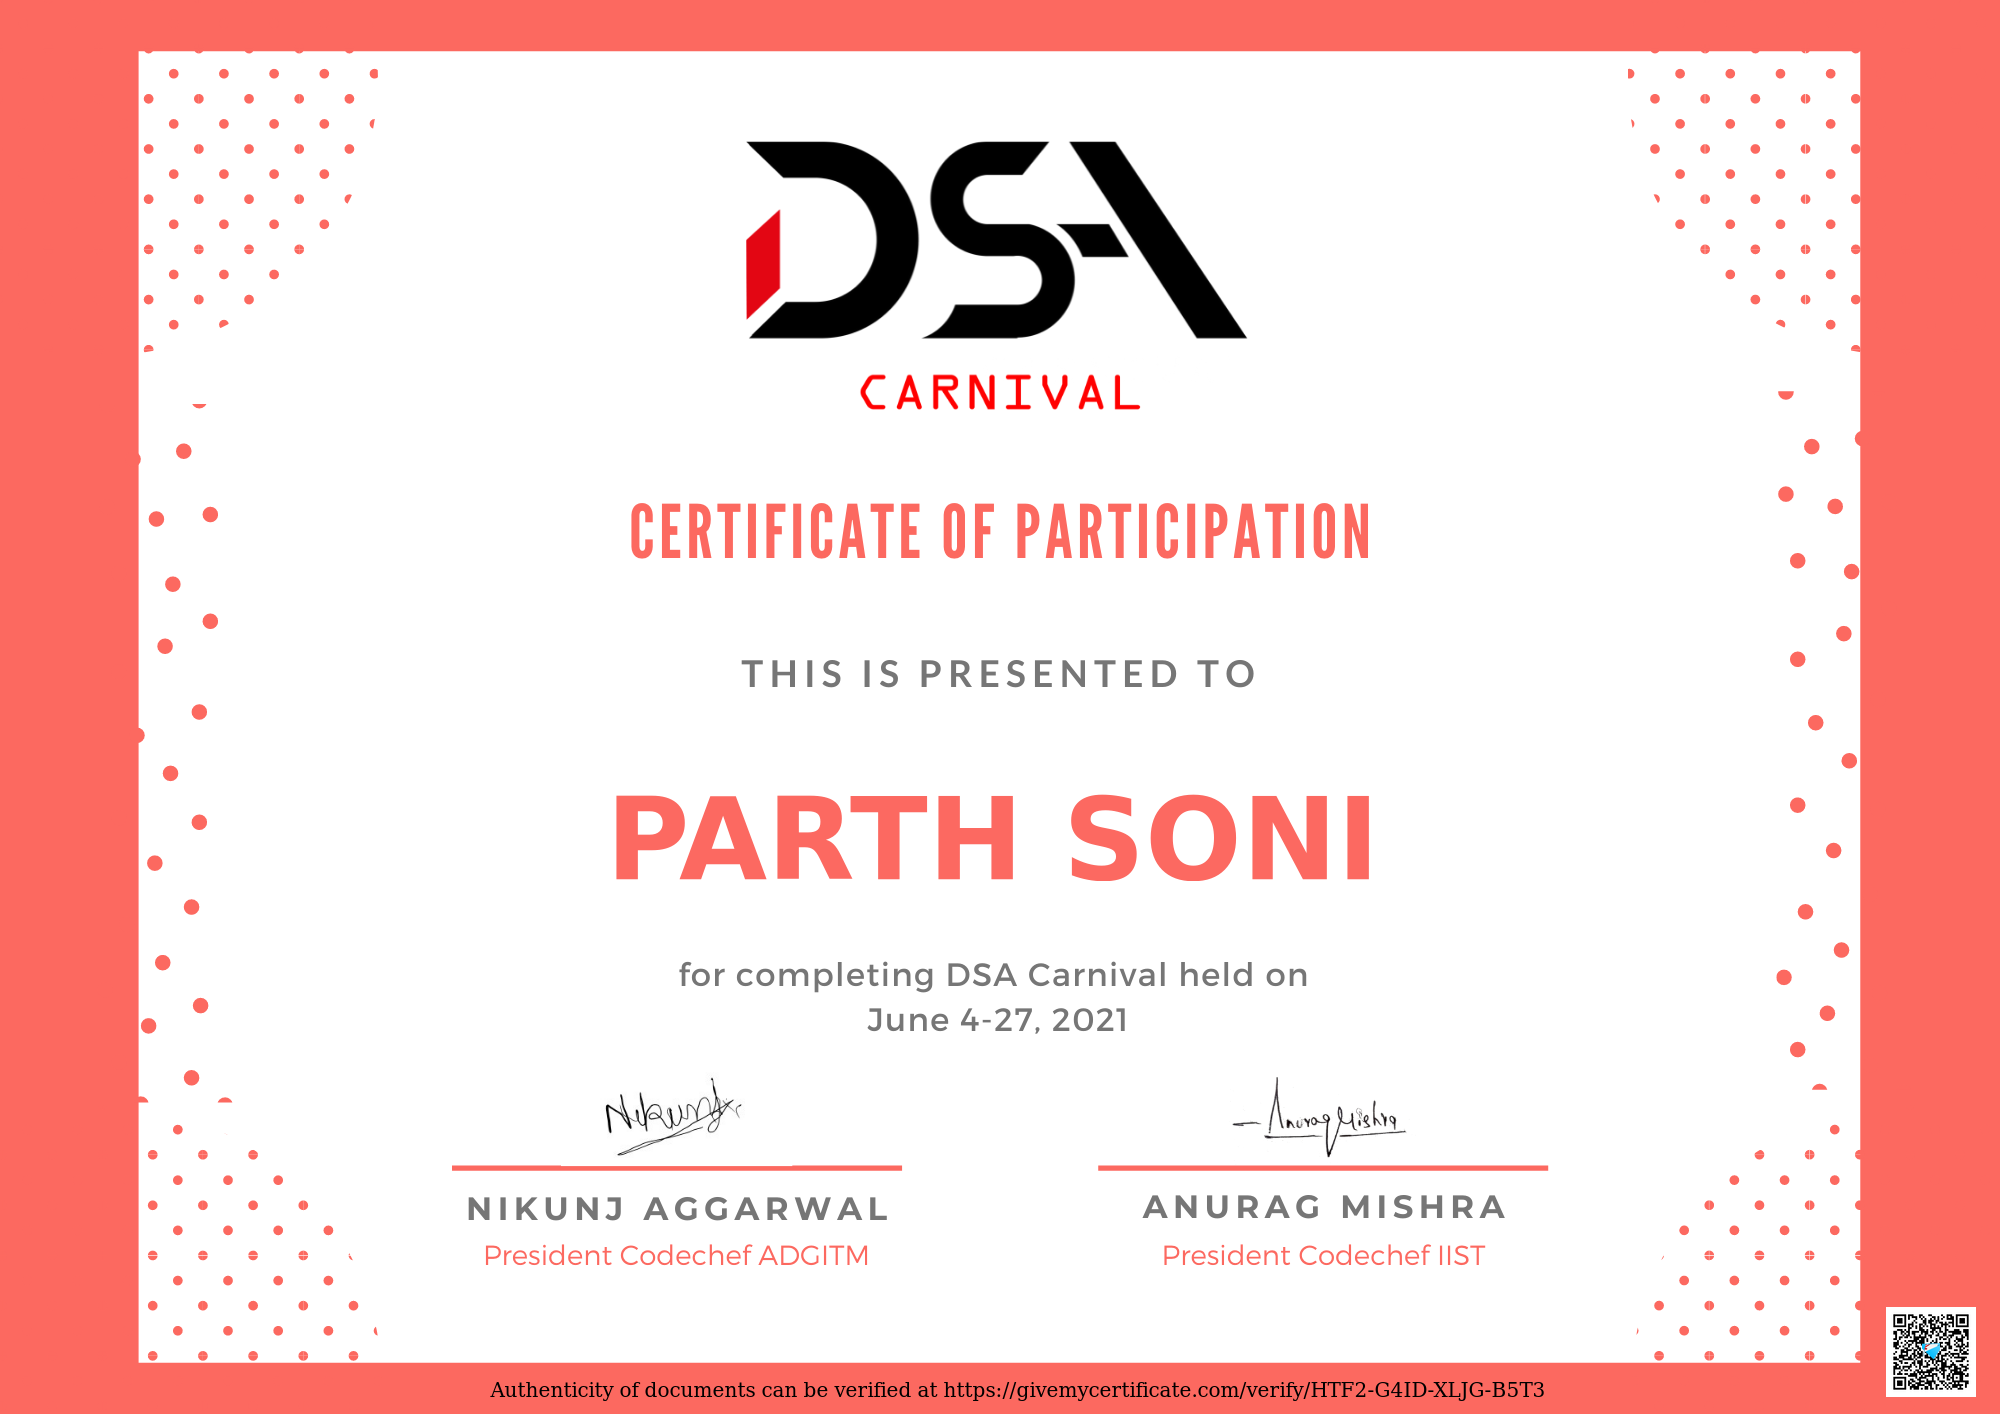 DSA
CARNIVAL
CERTIFICATE OF PARTICIPATION
THIS IS PRESENTED TO
PARTH SONI
for completing DSA Carnival held on
June 4-27, 2021
Nikunj
Anurag Mishra
NIKUNJ AGGARWAL
ANURAG MISHRA
President Codechef ADGITM
President Codechef IIST
Authenticity of documents can be verified at https://givemycertificate.com/verify/HTF2-G4ID-XLJG-B5T3